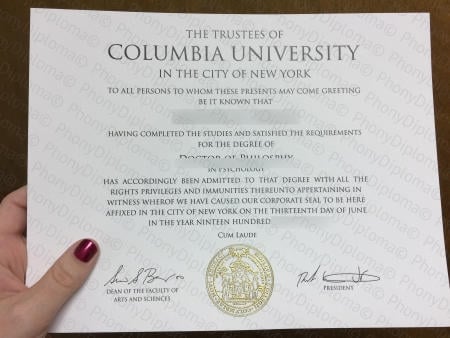 THE TRUSTEES OF
COLUMBIA UNIVERSITY
IN THE CITY OF NEW YORK
TO ALL PERSONS TO WHOM THESE PRESENTS MAY COME GREETING
BE IT KNOWN THAT
HAVING COMPLETED THE STUDIES AND SATISFIED THE REQUIREMENTS
FOR THE DEGREE OF
DOCTOR OF PHILOSPHY
IN PSYCHOLOGY
HAS ACCORDINGLY BEEN ADMITTED TO THAT DEGREE WITH ALL THE
RIGHTS PRIVILEGES AND IMMUNITIES THEREUNTO APPERTAINING IN
WITNESS WHEROF WE HAVE CAUSED OUR CORPORATE SEAL TO BE HERE
AFFIXED IN THE CITY OF NEW YORK ON THE THIRTEENTH DAY OF JUNE
IN THE YEAR NINETEEN HUNDRED
CUM LAUDE
DEAN OF THE FACULTY OF
ARTS AND SCIENCES
PRESIDENT
PhonyDiploma©